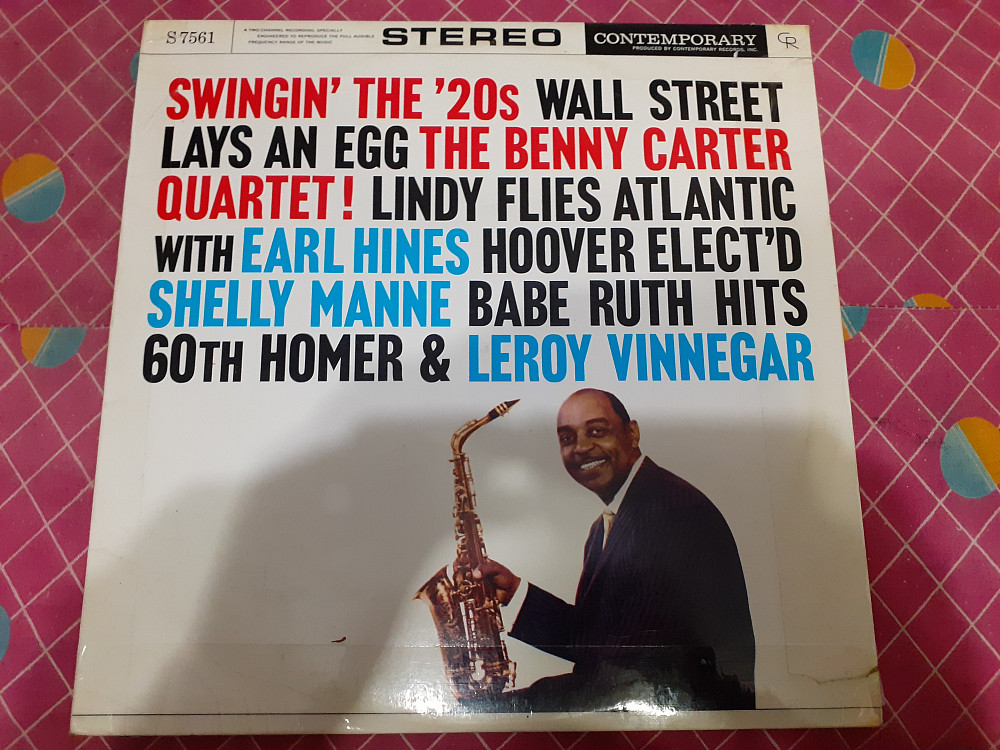 S 7561
A TWO-CHANNEL RECORDING, SPECIALLY
ENGINEERED TO REPRODUCE THE FULL AUDIBLE
FREQUENCY RANGE OF THE MUSIC
STEREO
CONTEMPORARY
PRODUCED BY CONTEMPORARY RECORDS, INC.
CR
SWINGIN' THE '20s WALL STREET
LAYS AN EGG THE BENNY CARTER
QUARTET! LINDY FLIES ATLANTIC
WITH EARL HINES HOOVER ELECT'D
SHELLY MANNE BABE RUTH HITS
60TH HOMER & LEROY VINNEGAR